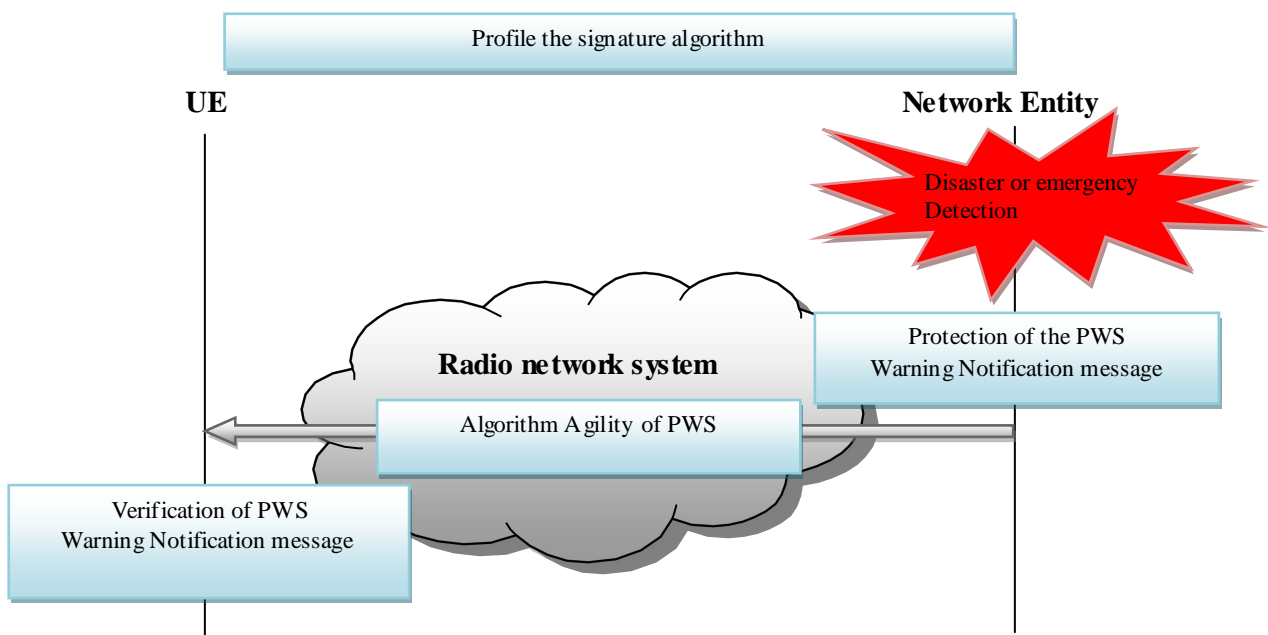 Profile the signature algorithm
UE
Network Entity
Disaster or emergency
Detection
Protection of the PWS
Warning Notification message
Radio network system
Algorithm Agility of PWS
Verification of PWS
Warning Notification message